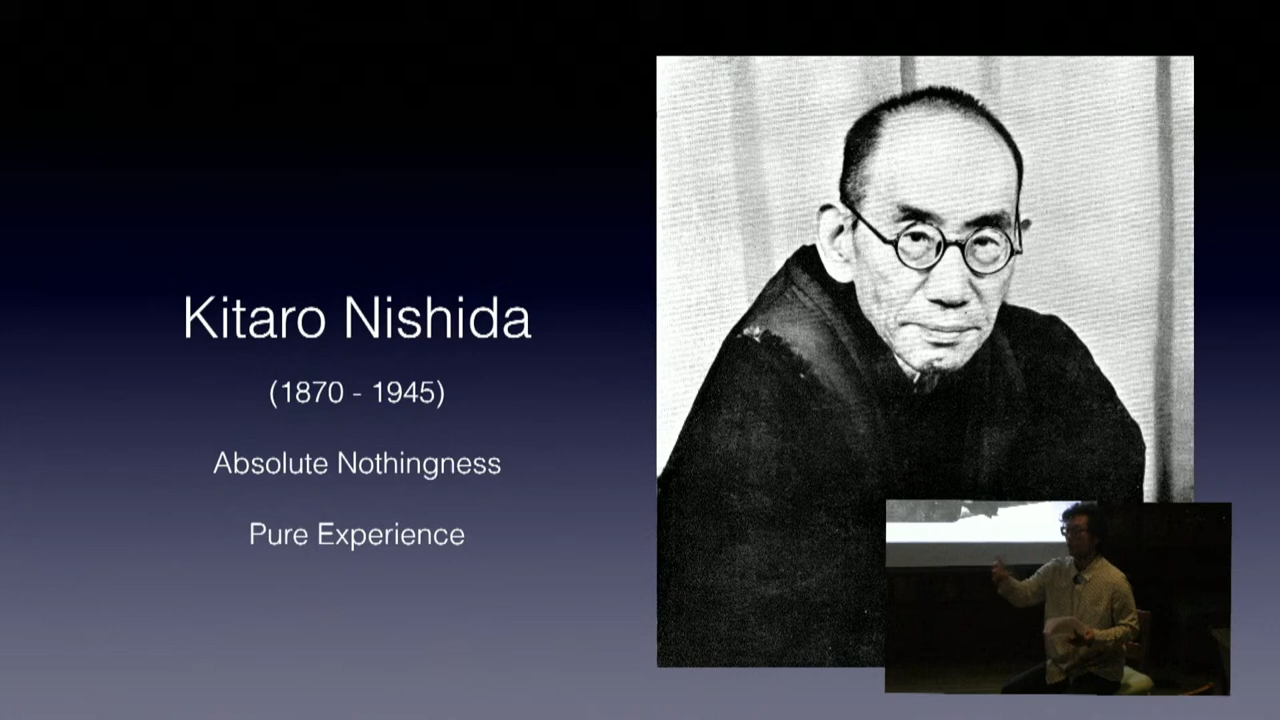 Kitaro Nishida
(1870 - 1945)
Absolute Nothingness
Pure Experience